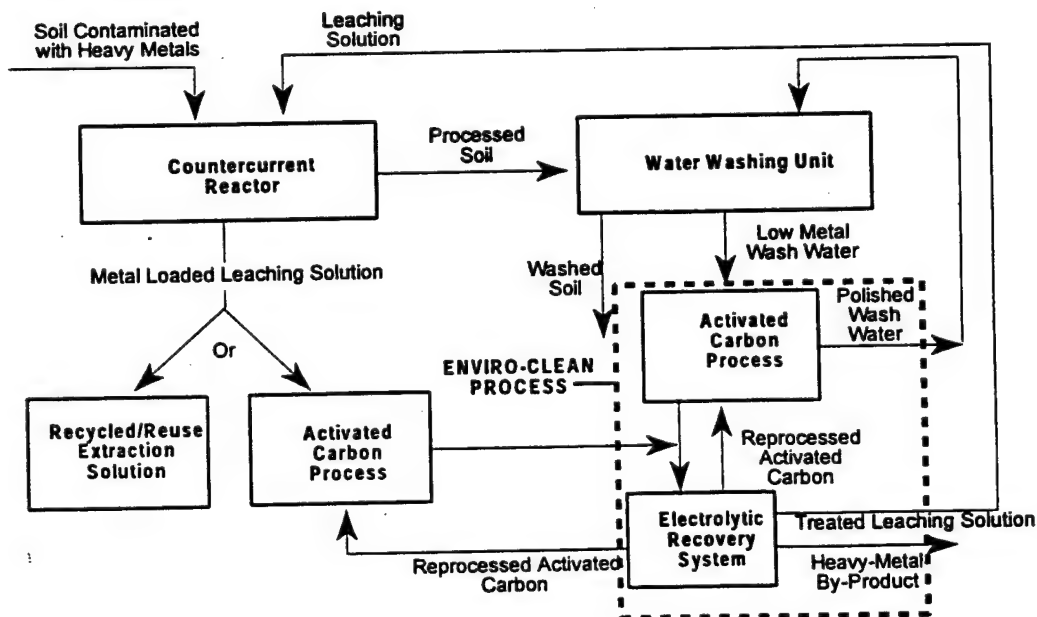 Soil Contaminated
with Heavy Metals
Leaching
Solution
Countercurrent
Reactor
Processed
Soil
Water Washing Unit
Metal Loaded Leaching Solution
Washed
Soil
Low Metal
Wash Water
Or
Recycled/Reuse
Extraction
Solution
Activated
Carbon
Process
ENVIRO-CLEAN
PROCESS
Activated
Carbon
Process
Polished
Wash
Water
Reprocessed
Activated
Carbon
Electrolytic
Recovery
System
Treated Leaching Solution
Heavy-Metal
By-Product
Reprocessed Activated
Carbon